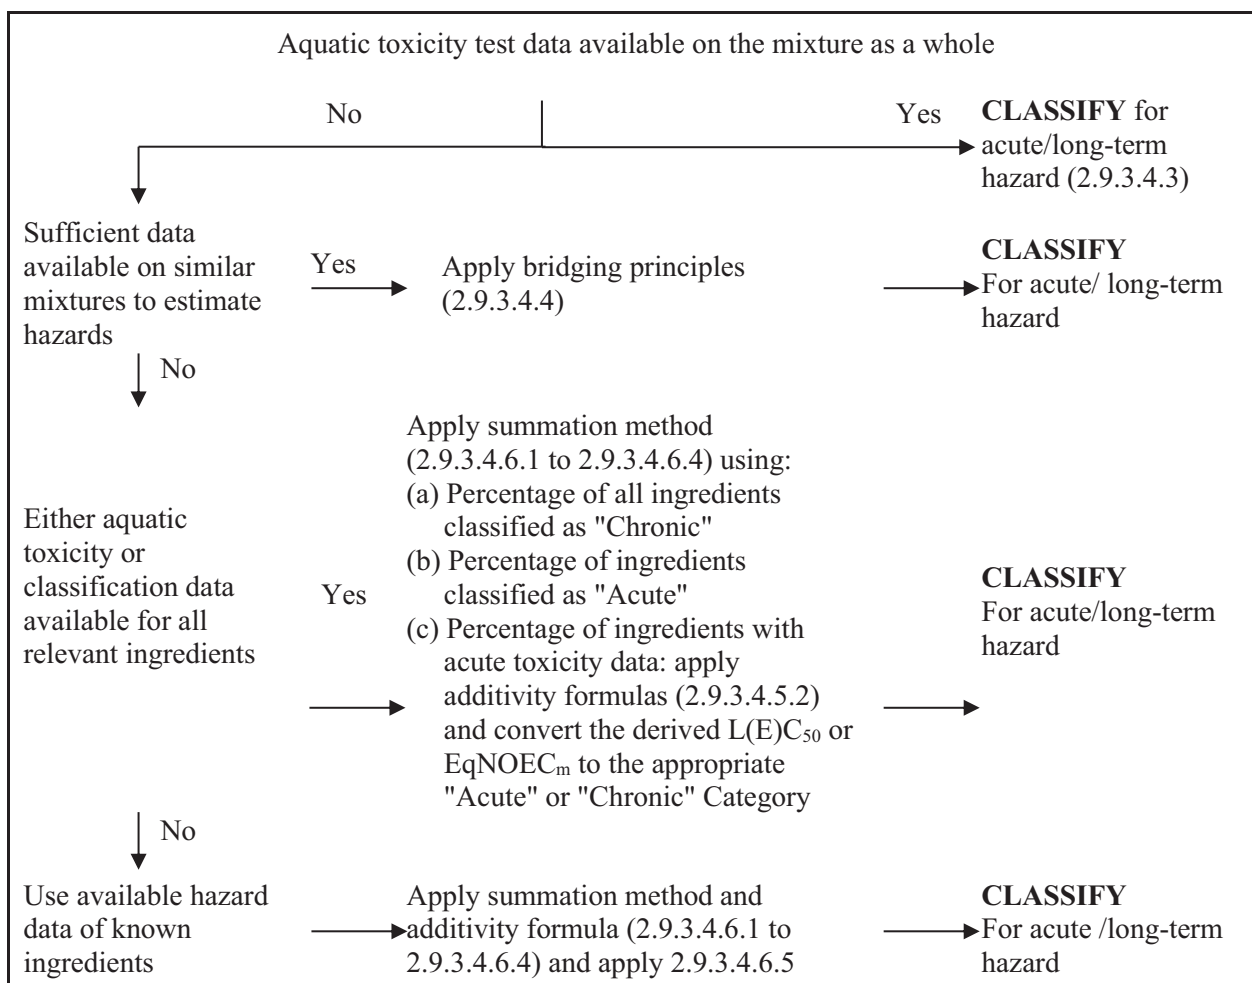 Aquatic toxicity test data available on the mixture as a whole
No
Yes
CLASSIFY for
acute/long-term
hazard (2.9.3.4.3)
Sufficient data
available on similar
mixtures to estimate
hazards
Yes
Apply bridging principles
(2.9.3.4.4)
CLASSIFY
For acute/ long-term
hazard
No
Either aquatic
toxicity or
classification data
available for all
relevant ingredients
Yes
Apply summation method
(2.9.3.4.6.1 to 2.9.3.4.6.4) using:
(a) Percentage of all ingredients
classified as "Chronic"
(b) Percentage of ingredients
classified as "Acute"
(c) Percentage of ingredients with
acute toxicity data: apply
additivity formulas (2.9.3.4.5.2)
and convert the derived L(E)C₅₀ or
EqNOECₘ to the appropriate
"Acute" or "Chronic" Category
CLASSIFY
For acute/long-term
hazard
No
Use available hazard
data of known
ingredients
Apply summation method and
additivity formula (2.9.3.4.6.1 to
2.9.3.4.6.4) and apply 2.9.3.4.6.5
CLASSIFY
For acute /long-term
hazard